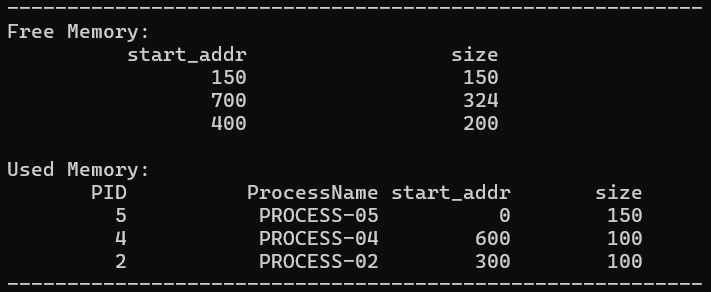 ----------------------------------------------------------
Free Memory:
          start_addr                 size
                 150                  150
                 700                  324
                 400                  200

Used Memory:
       PID          ProcessName start_addr       size
         5           PROCESS-05          0        150
         4           PROCESS-04        600        100
         2           PROCESS-02        300        100
----------------------------------------------------------